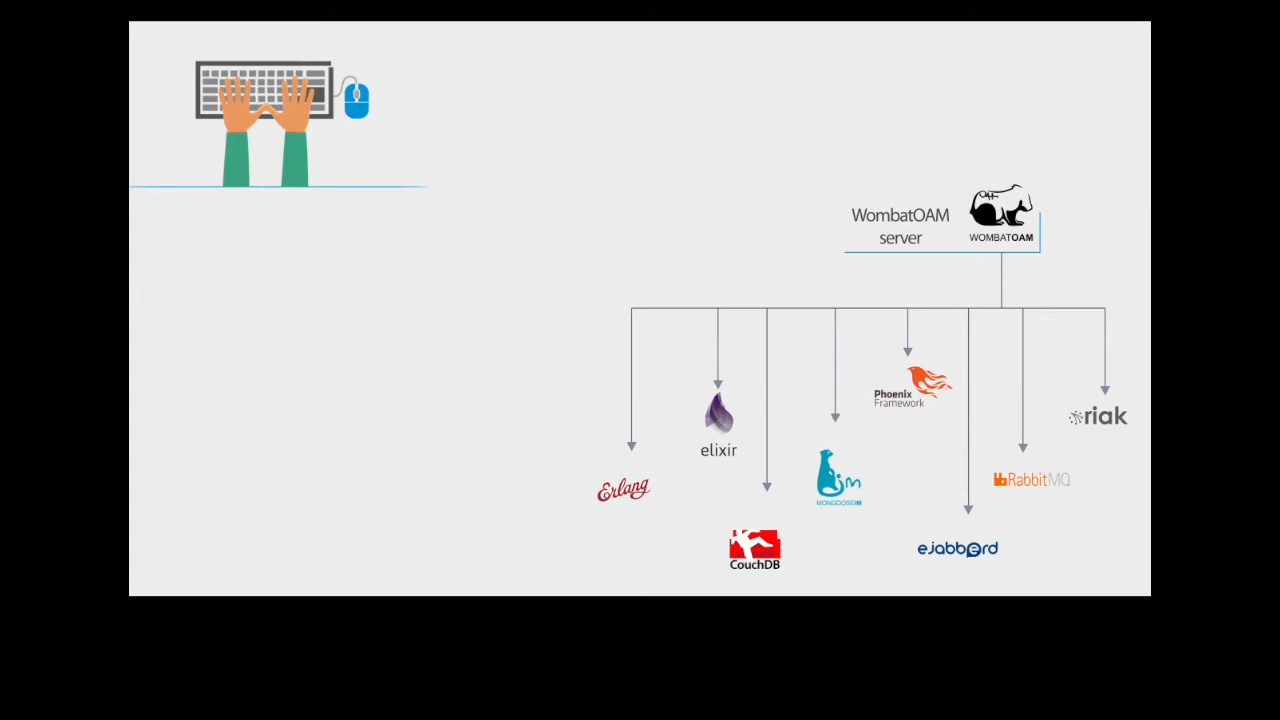 WombatOAM
server
WOMBATOAM
Phoenix
Framework
riak
elixir
Erlang
MONGOOSEIM
RabbitMQ
CouchDB
ejabberd